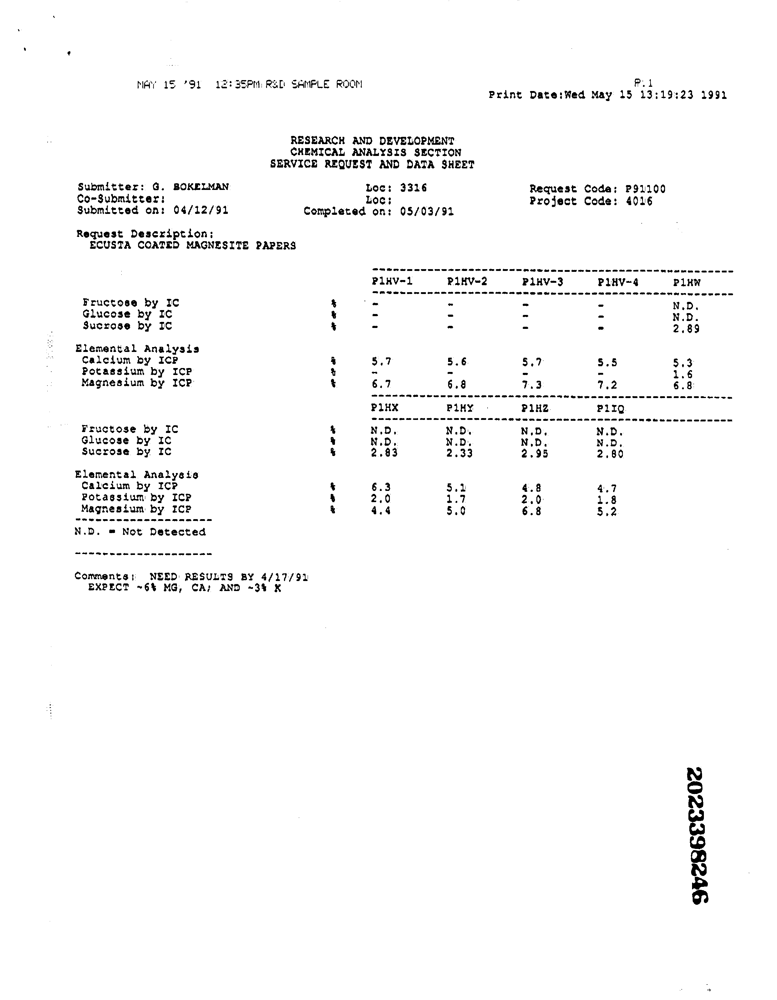 MAY 15 '91 12:35PM R&D SAMPLE ROOM P.1
Print Date:Wed May 15 13:19:23 1991
RESEARCH AND DEVELOPMENT
CHEMICAL ANALYSIS SECTION
SERVICE REQUEST AND DATA SHEET
Submitter: G. BOKELMAN Loc: 3316 Request Code: P91100
Co-Submitter: Loc: Project Code: 4016
Submitted on: 04/12/91 Completed on: 05/03/91
Request Description:
ECUSTA COATED MAGNESITE PAPERS
P1HV-1 P1HV-2 P1HV-3 P1HV-4 P1HW
Fructose by IC % - - - - N.D.
Glucose by IC % - - - - N.D.
Sucrose by IC % - - - - 2.89
Elemental Analysis
Calcium by ICP % 5.7 5.6 5.7 5.5 5.3
Potassium by ICP % - - - - 1.6
Magnesium by ICP % 6.7 6.8 7.3 7.2 6.8
P1HX P1HY P1HZ P1IQ
Fructose by IC % N.D. N.D. N.D. N.D.
Glucose by IC % N.D. N.D. N.D. N.D.
Sucrose by IC % 2.83 2.33 2.95 2.80
Elemental Analysis
Calcium by ICP % 6.3 5.1 4.8 4.7
Potassium by ICP % 2.0 1.7 2.0 1.8
Magnesium by ICP % 4.4 5.0 6.8 5.2
--------------------
N.D. = Not Detected
--------------------
Comments: NEED RESULTS BY 4/17/91
EXPECT ~6% MG, CA; AND ~3% K
2023398246